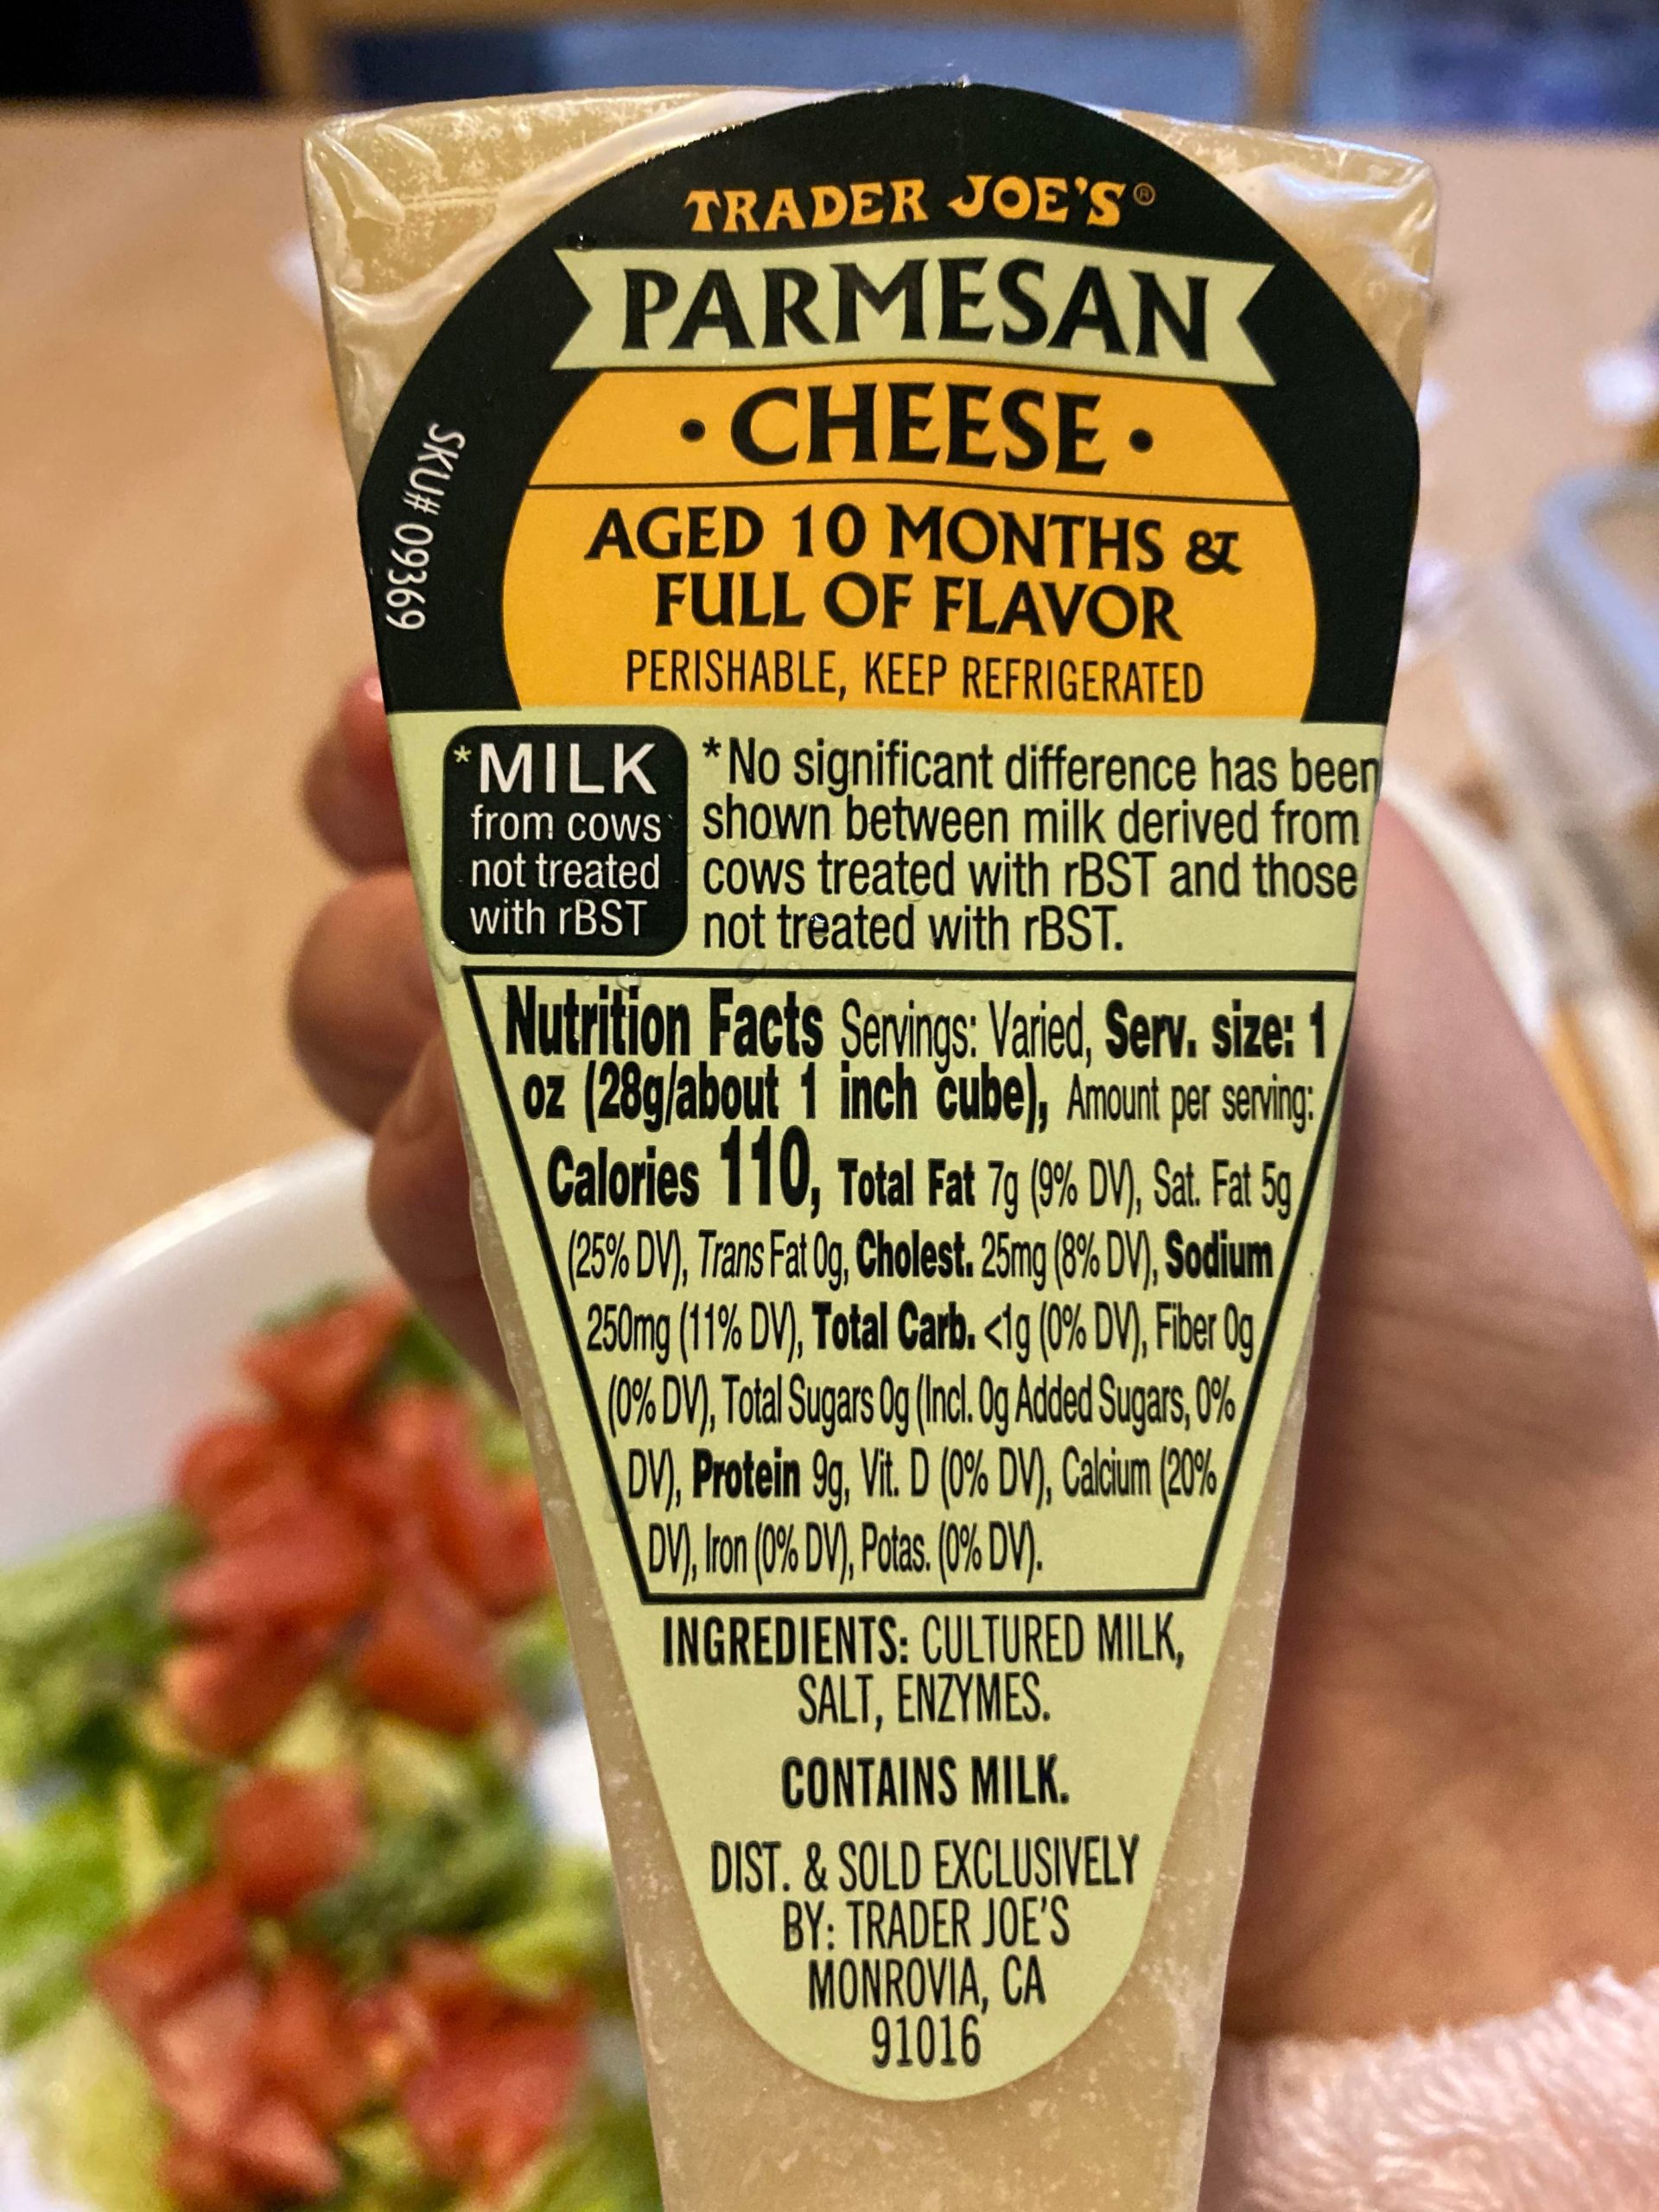 TRADER JOE'S®
PARMESAN
• CHEESE •
AGED 10 MONTHS &
FULL OF FLAVOR
PERISHABLE, KEEP REFRIGERATED
SKU# 09369
*MILK
from cows
not treated
with rBST
*No significant difference has been
shown between milk derived from
cows treated with rBST and those
not treated with rBST.
Nutrition Facts Servings: Varied, Serv. size: 1
oz (28g/about 1 inch cube), Amount per serving:
Calories 110, Total Fat 7g (9% DV), Sat. Fat 5g
(25% DV), Trans Fat 0g, Cholest. 25mg (8% DV), Sodium
250mg (11% DV), Total Carb. <1g (0% DV), Fiber 0g
(0% DV), Total Sugars 0g (Incl. 0g Added Sugars, 0%
DV), Protein 9g, Vit. D (0% DV), Calcium (20%
DV), Iron (0% DV), Potas. (0% DV).
INGREDIENTS: CULTURED MILK,
SALT, ENZYMES.
CONTAINS MILK.
DIST. & SOLD EXCLUSIVELY
BY: TRADER JOE'S
MONROVIA, CA
91016